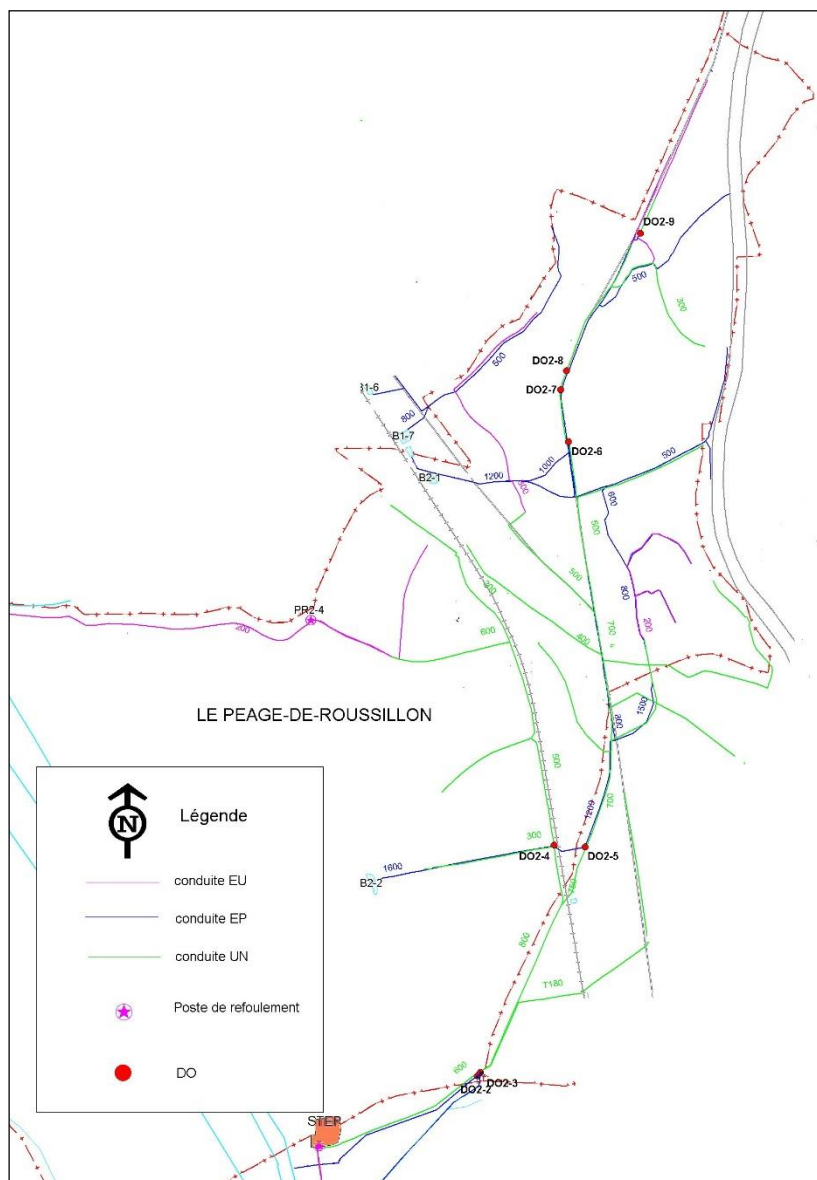 DO2-9
500
300
DO2-8
500
B1-6
DO2-7
800
B1-7
DO2-6
1000
500
B2-1
1200
500
600
500
500
800
PR2-4
200
200
600
700
600
LE PEAGE-DE-ROUSSILLON
1500
800
500
Légende
1200
700
300
DO2-4
DO2-5
1600
B2-2
conduite EU
conduite EP
800
conduite UN
T180
Poste de refoulement
N
DO
600
DO2-3
DO2-2
STEP